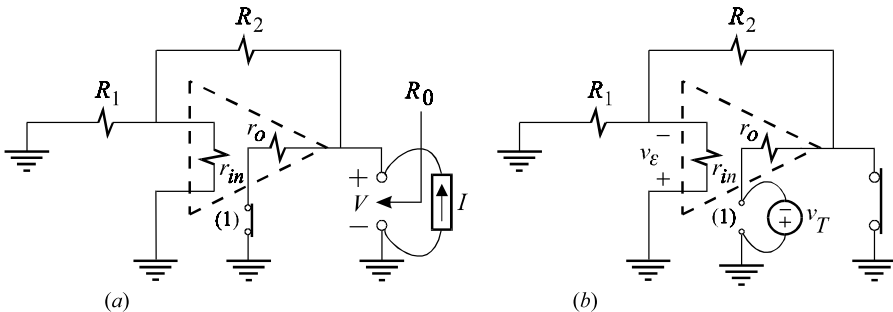 R2
R1
ro
rin
(1)
+
V
−
R0
I
(a)
R2
R1
ro
−
vε
+
rin
(1)
−
+
vT
(b)